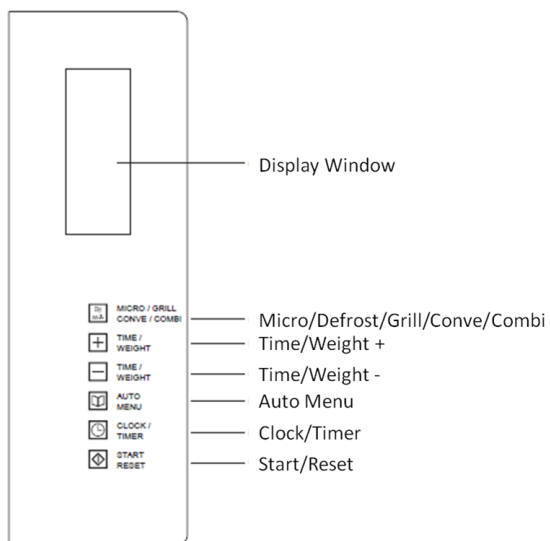 Display Window
MICRO / GRILL
CONVE / COMBI
Micro/Defrost/Grill/Conve/Combi
TIME /
WEIGHT
Time/Weight +
TIME /
WEIGHT
Time/Weight -
AUTO
MENU
Auto Menu
CLOCK /
TIMER
Clock/Timer
START
RESET
Start/Reset